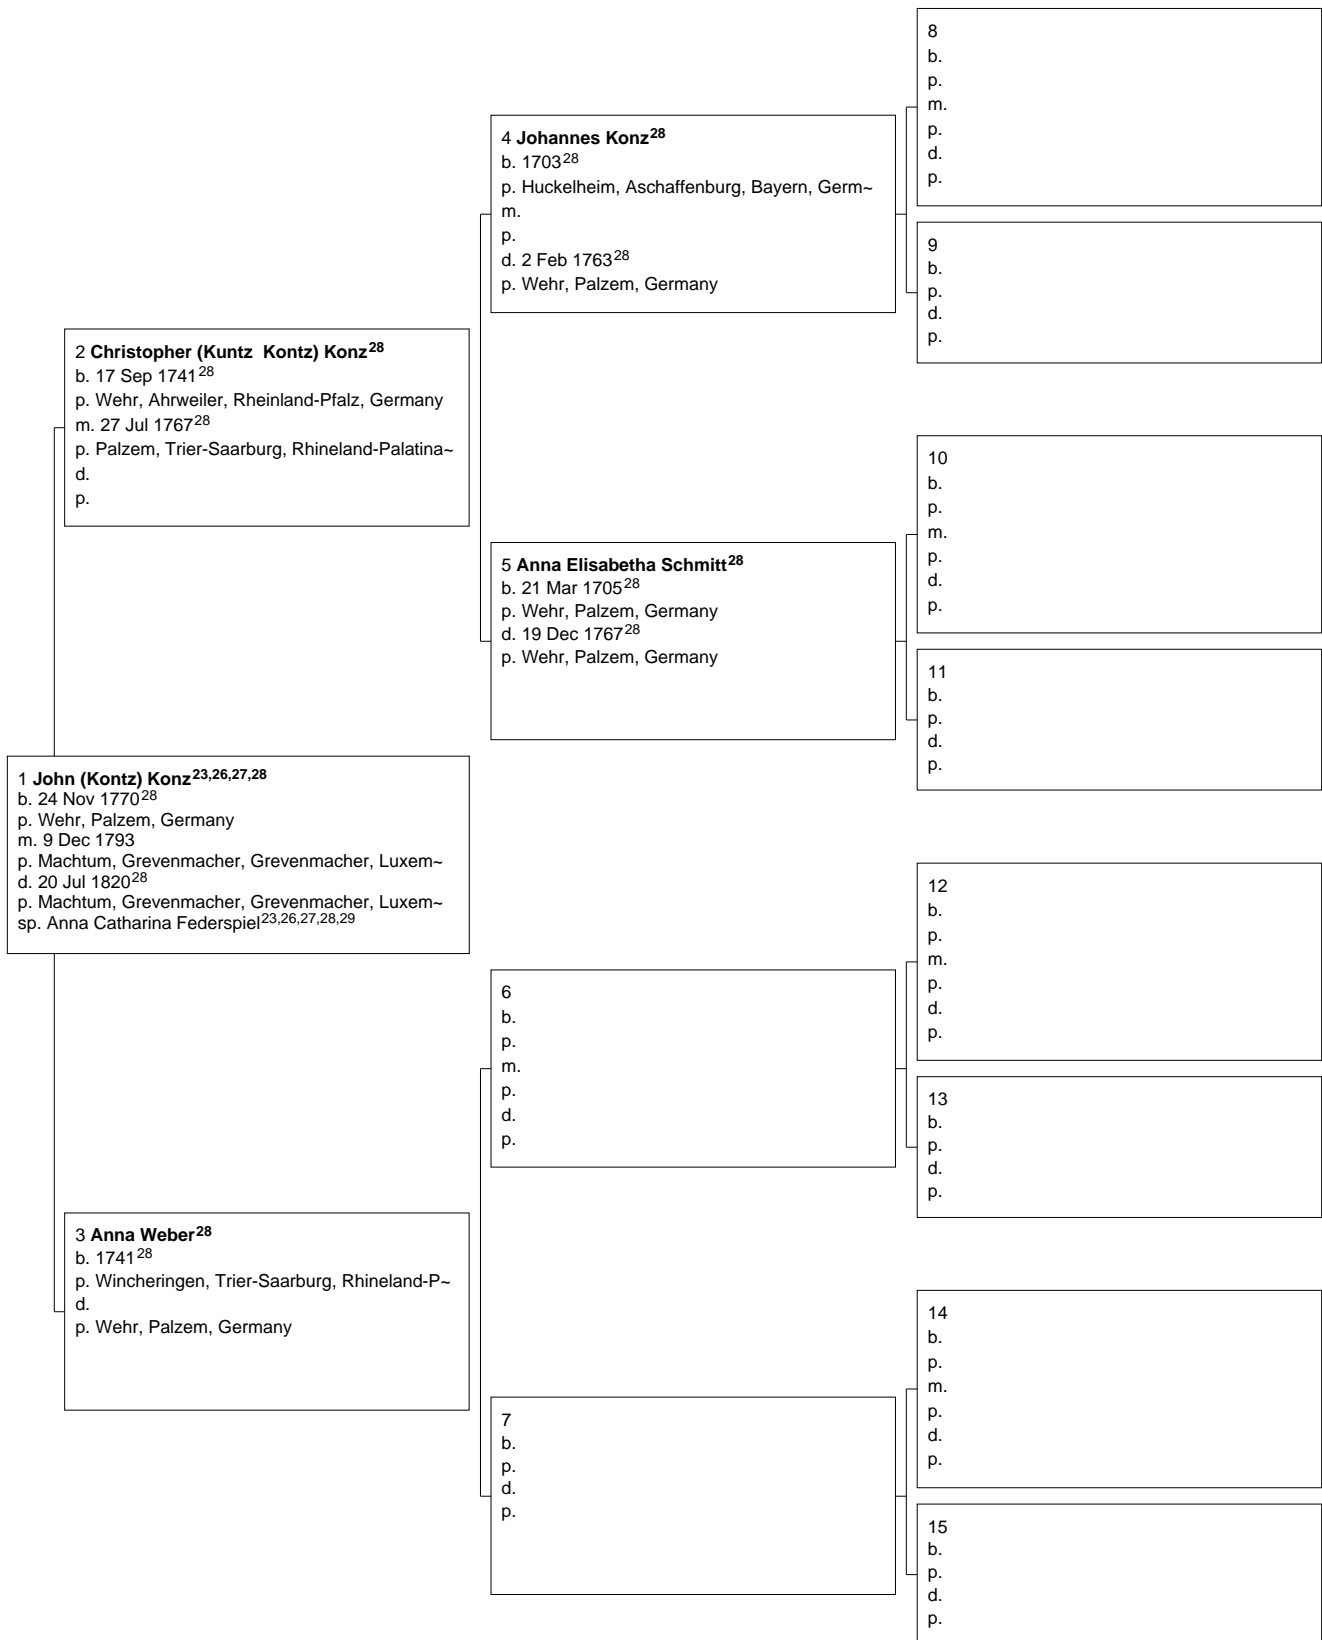 8
b.
p.
m.
p.
d.
p.
4 Johannes Konz28
b. 170328
p. Huckelheim, Aschaffenburg, Bayern, Germ~
m.
p.
d. 2 Feb 176328
p. Wehr, Palzem, Germany
9
b.
p.
d.
p.
2 Christopher (Kuntz Kontz) Konz28
b. 17 Sep 174128
p. Wehr, Ahrweiler, Rheinland-Pfalz, Germany
m. 27 Jul 176728
p. Palzem, Trier-Saarburg, Rhineland-Palatina~
d.
p.
10
b.
p.
m.
p.
d.
p.
5 Anna Elisabetha Schmitt28
b. 21 Mar 170528
p. Wehr, Palzem, Germany
d. 19 Dec 176728
p. Wehr, Palzem, Germany
11
b.
p.
d.
p.
1 John (Kontz) Konz23,26,27,28
b. 24 Nov 177028
p. Wehr, Palzem, Germany
m. 9 Dec 1793
p. Machtum, Grevenmacher, Grevenmacher, Luxem~
d. 20 Jul 182028
p. Machtum, Grevenmacher, Grevenmacher, Luxem~
sp. Anna Catharina Federspiel23,26,27,28,29
12
b.
p.
m.
p.
d.
p.
6
b.
p.
m.
p.
d.
p.
13
b.
p.
d.
p.
3 Anna Weber28
b. 174128
p. Wincheringen, Trier-Saarburg, Rhineland-P~
d.
p. Wehr, Palzem, Germany
14
b.
p.
m.
p.
d.
p.
7
b.
p.
d.
p.
15
b.
p.
d.
p.